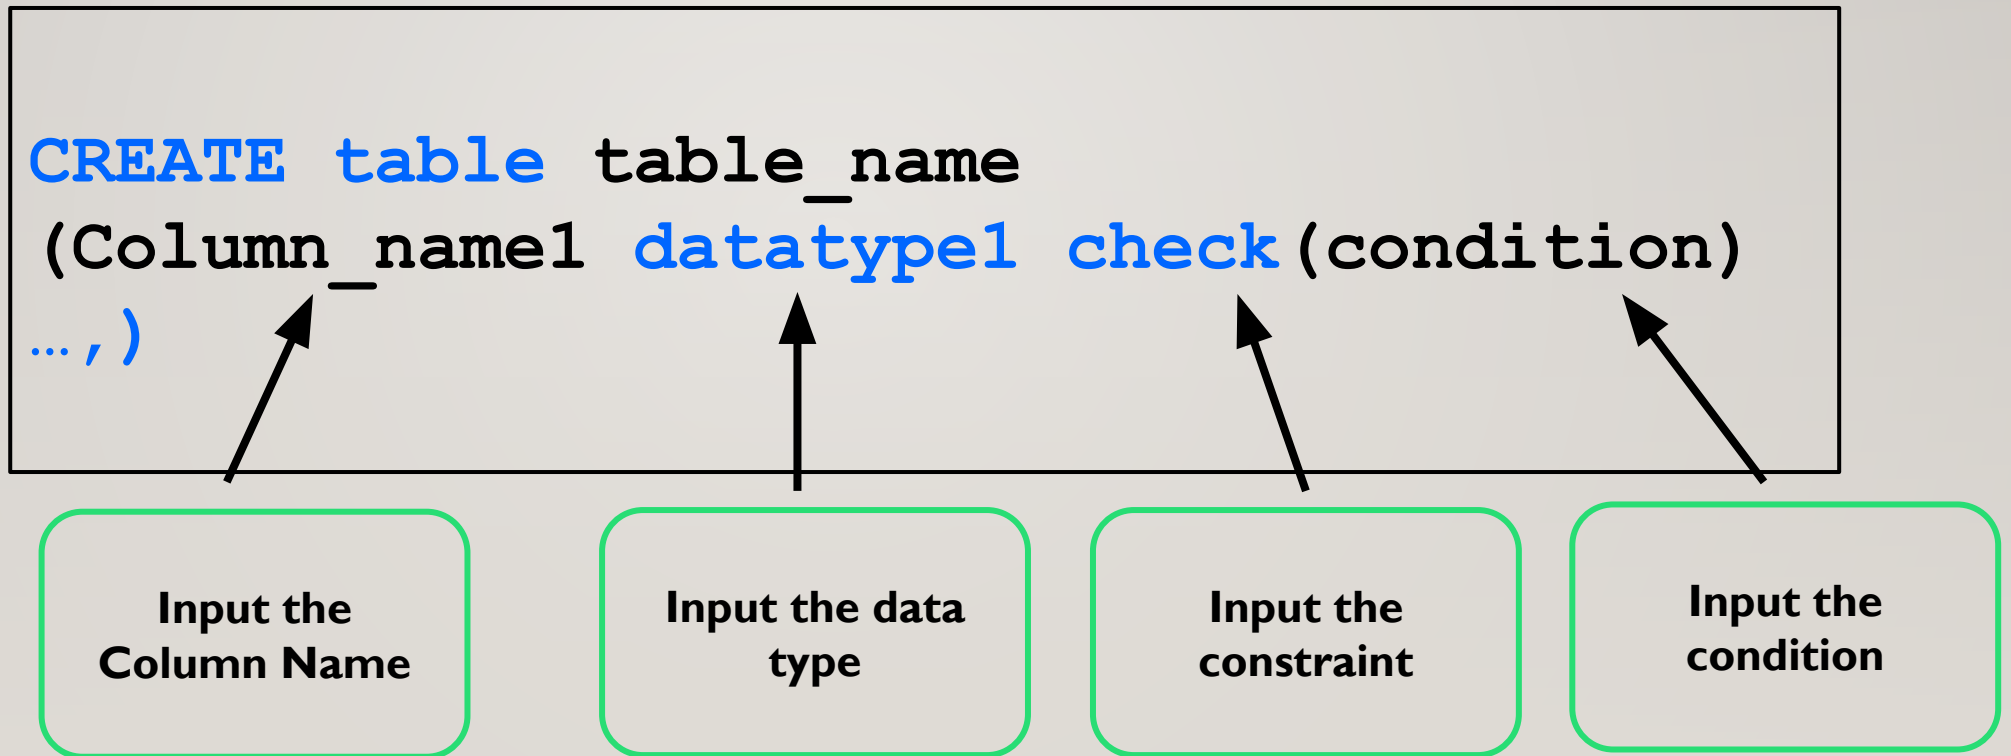 CREATE table table_name
(Column_name1 datatype1 check(condition)
…,)
Input the
Column Name
Input the data
type
Input the
constraint
Input the
condition